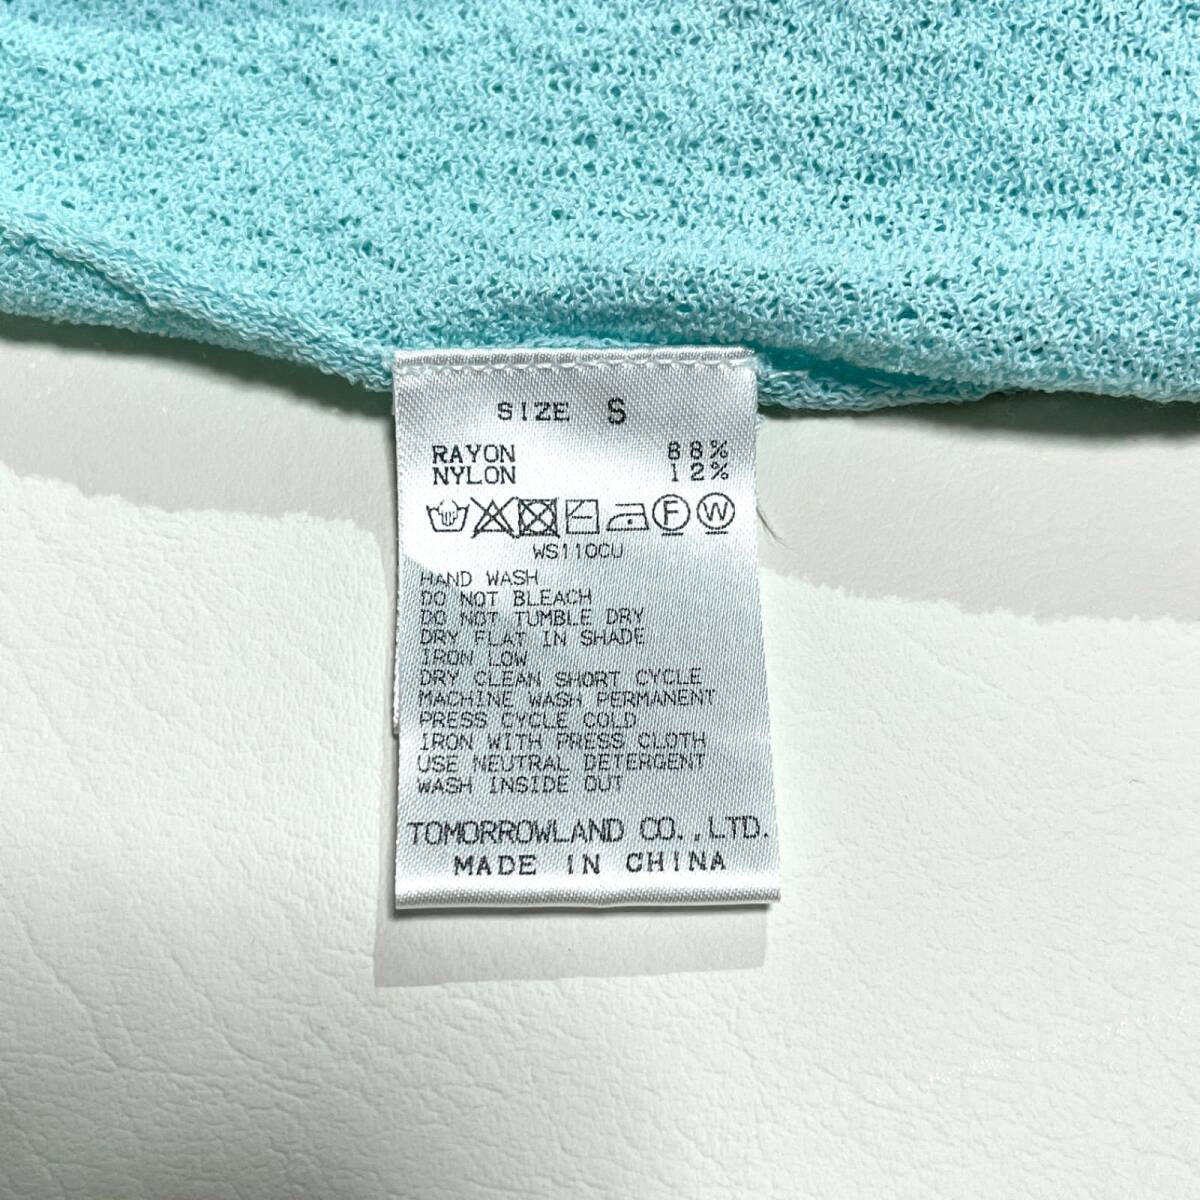 SIZE S
RAYON 88%
NYLON 12%
F W
WS110CU
HAND WASH
DO NOT BLEACH
DO NOT TUMBLE DRY
DRY FLAT IN SHADE
IRON LOW
DRY CLEAN SHORT CYCLE
MACHINE WASH PERMANENT
PRESS CYCLE COLD
IRON WITH PRESS CLOTH
USE NEUTRAL DETERGENT
WASH INSIDE OUT
TOMORROWLAND CO.,LTD.
MADE IN CHINA